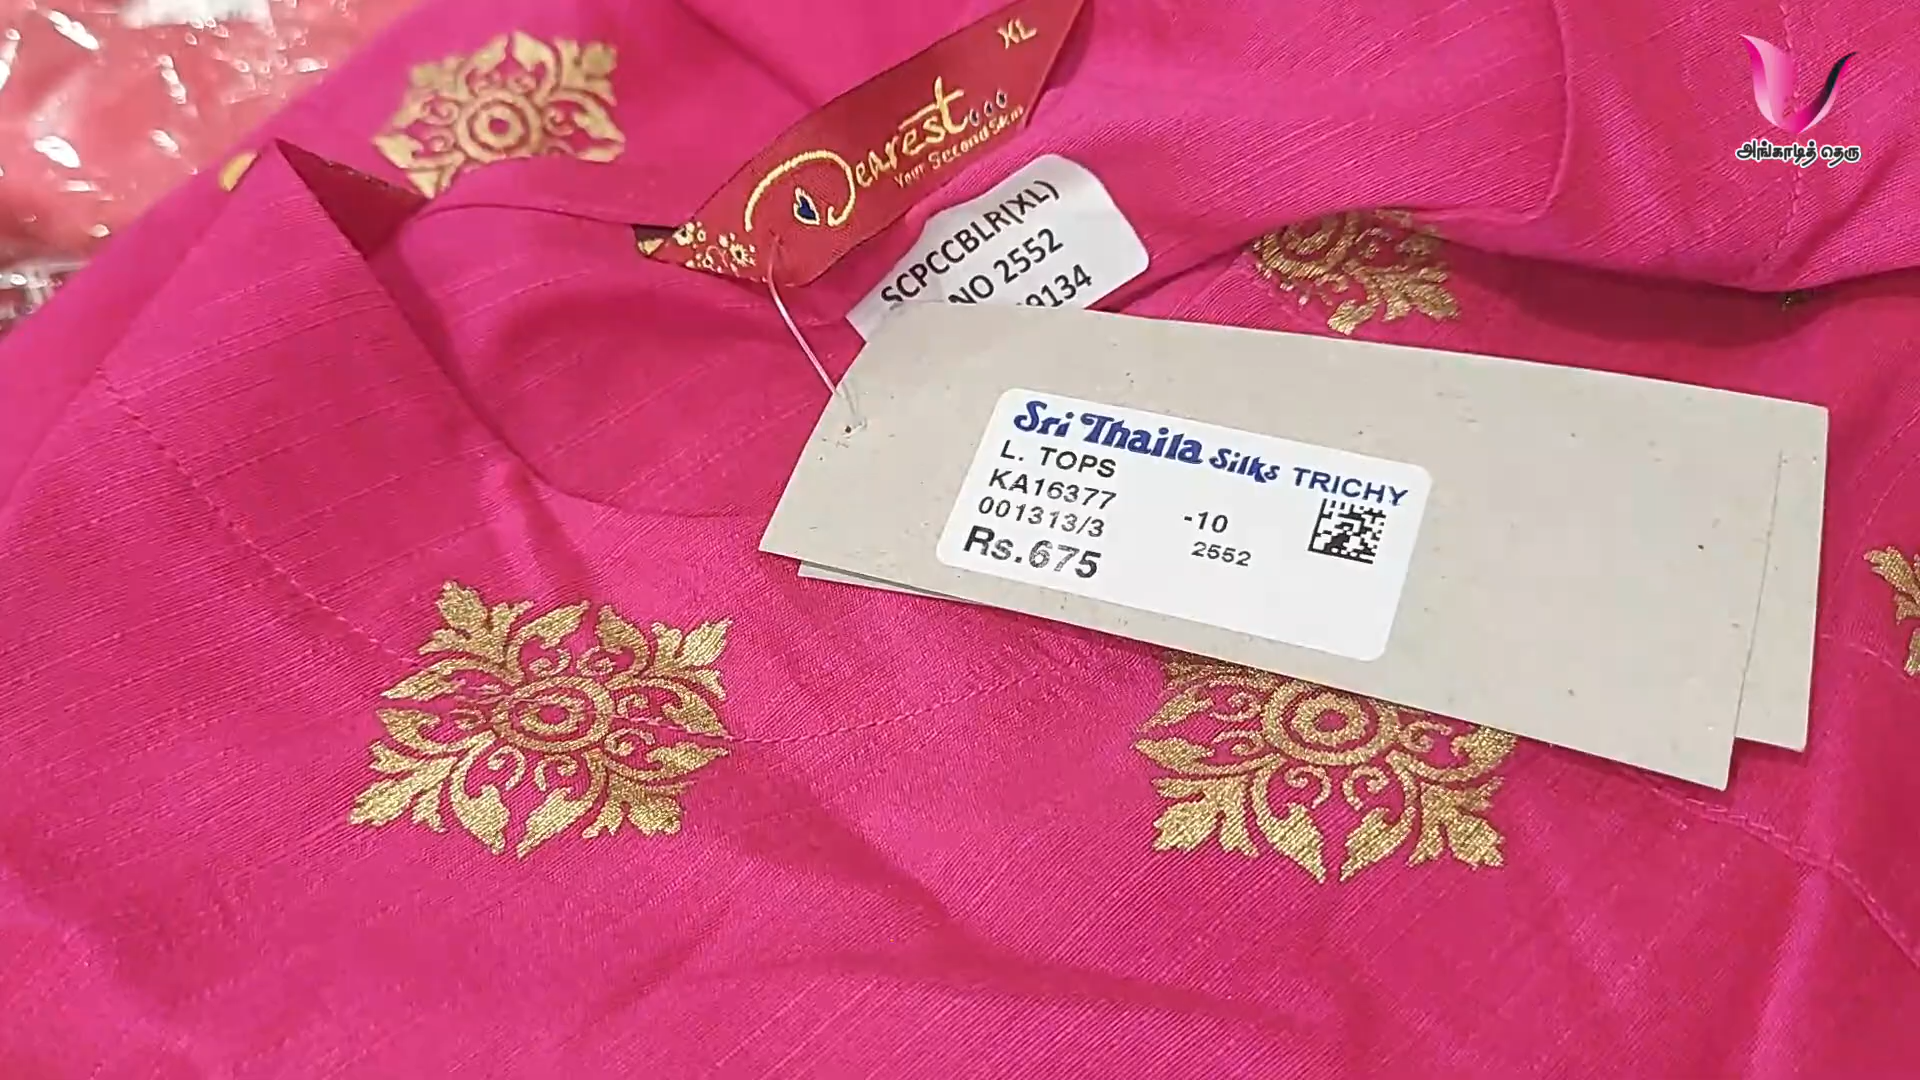 XL
Dearest...
Your Second Skin
SCPCCBLR(XL)
NO 2552
9134
அங்காடித் தெரு
Sri Thaila Silks TRICHY
L. TOPS
KA16377
001313/3 -10
Rs.675 2552